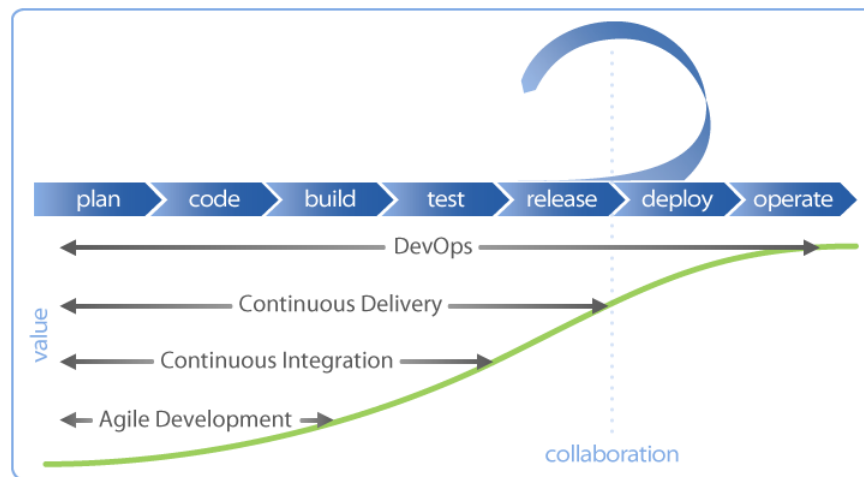 plan code build test release deploy operate
DevOps
Continuous Delivery
value
Continuous Integration
Agile Development
collaboration